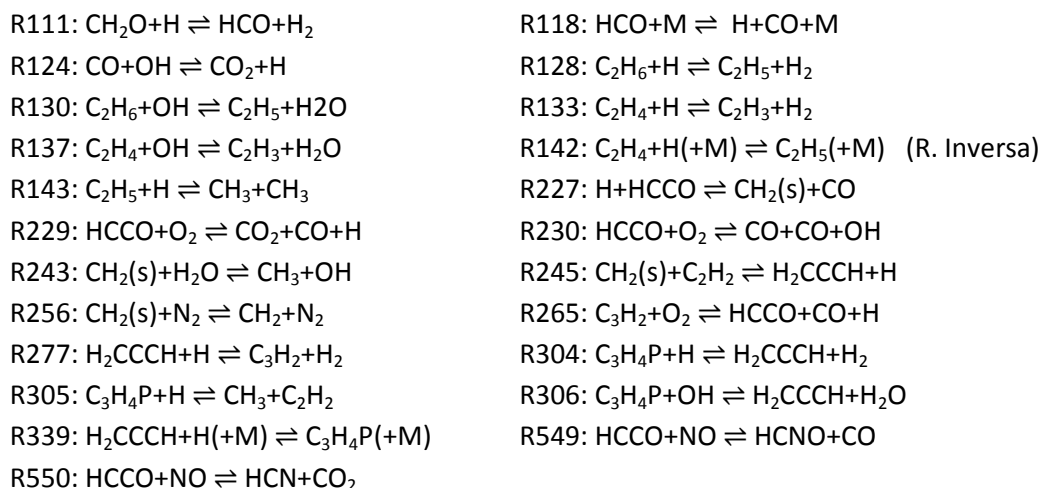 R111: CH₂O+H ⇌ HCO+H₂ R118: HCO+M ⇌ H+CO+M
R124: CO+OH ⇌ CO₂+H R128: C₂H₆+H ⇌ C₂H₅+H₂
R130: C₂H₆+OH ⇌ C₂H₅+H2O R133: C₂H₄+H ⇌ C₂H₃+H₂
R137: C₂H₄+OH ⇌ C₂H₃+H₂O R142: C₂H₄+H(+M) ⇌ C₂H₅(+M) (R. Inversa)
R143: C₂H₅+H ⇌ CH₃+CH₃ R227: H+HCCO ⇌ CH₂(s)+CO
R229: HCCO+O₂ ⇌ CO₂+CO+H R230: HCCO+O₂ ⇌ CO+CO+OH
R243: CH₂(s)+H₂O ⇌ CH₃+OH R245: CH₂(s)+C₂H₂ ⇌ H₂CCCH+H
R256: CH₂(s)+N₂ ⇌ CH₂+N₂ R265: C₃H₂+O₂ ⇌ HCCO+CO+H
R277: H₂CCCH+H ⇌ C₃H₂+H₂ R304: C₃H₄P+H ⇌ H₂CCCH+H₂
R305: C₃H₄P+H ⇌ CH₃+C₂H₂ R306: C₃H₄P+OH ⇌ H₂CCCH+H₂O
R339: H₂CCCH+H(+M) ⇌ C₃H₄P(+M) R549: HCCO+NO ⇌ HCNO+CO
R550: HCCO+NO ⇌ HCN+CO₂